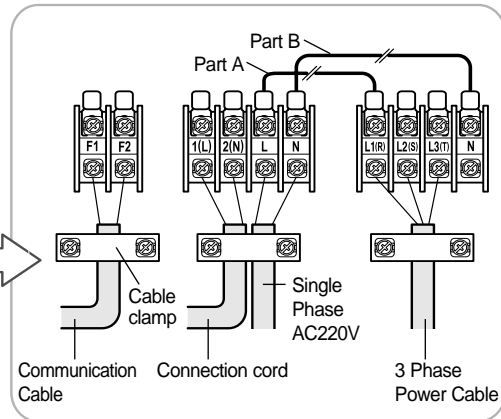 Part B
Part A
F1 F2
1(L) 2(N) L N
L1(R) L2(S) L3(T) N
Cable
clamp
Single
Phase
AC220V
Communication
Cable
Connection cord
3 Phase
Power Cable